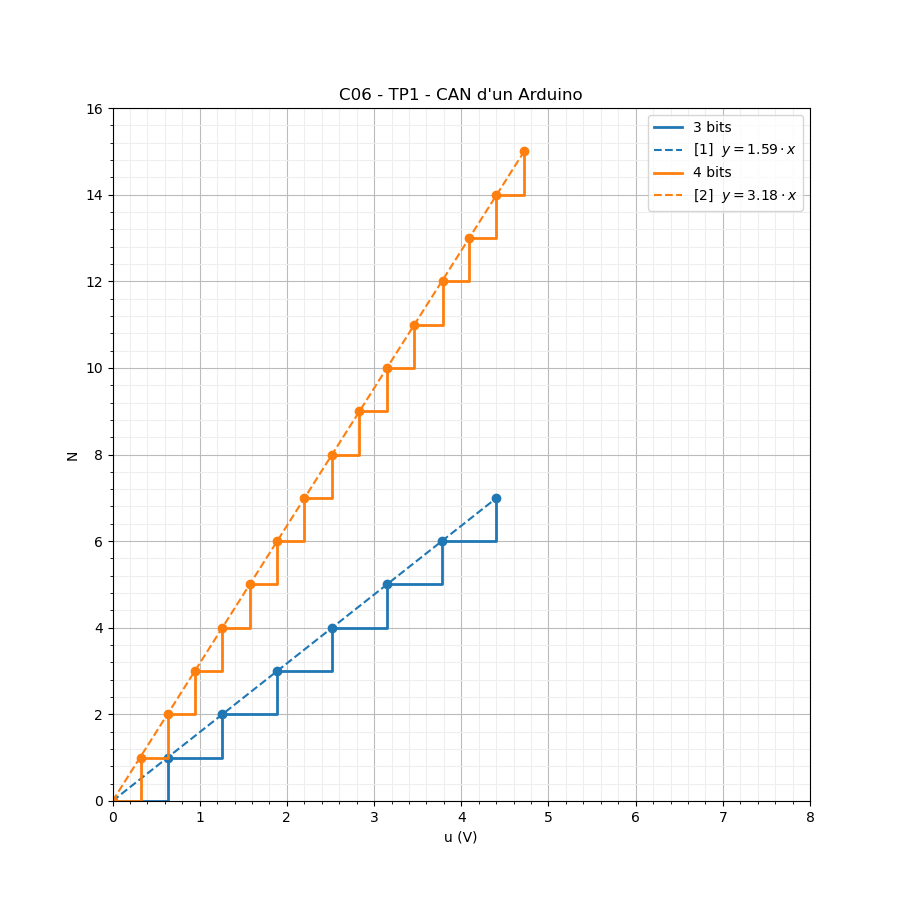 C06 - TP1 - CAN d'un Arduino
16
14
12
10
8
6
4
2
0
N
0 1 2 3 4 5 6 7 8
u (V)
3 bits
[1] y = 1.59 · x
4 bits
[2] y = 3.18 · x